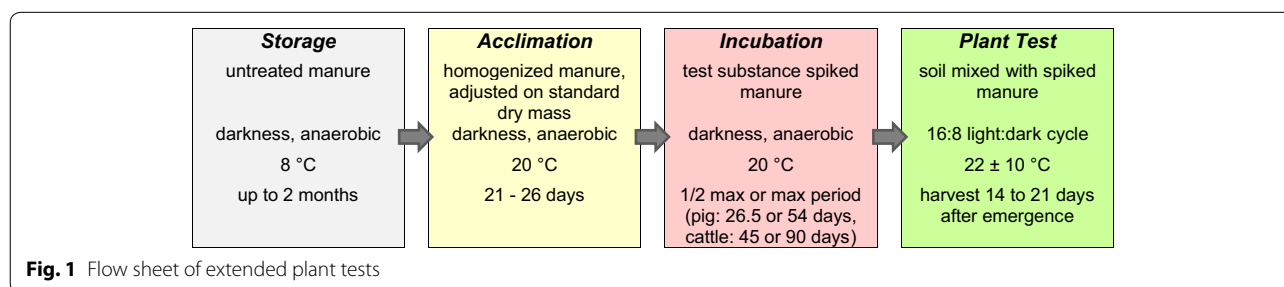 Storage
untreated manure
darkness, anaerobic
8 °C
up to 2 months
Acclimation
homogenized manure,
adjusted on standard
dry mass
darkness, anaerobic
20 °C
21 - 26 days
Incubation
test substance spiked
manure
darkness, anaerobic
20 °C
1/2 max or max period
(pig: 26.5 or 54 days,
cattle: 45 or 90 days)
Plant Test
soil mixed with spiked
manure
16:8 light:dark cycle
22 ± 10 °C
harvest 14 to 21 days
after emergence
Fig. 1 Flow sheet of extended plant tests